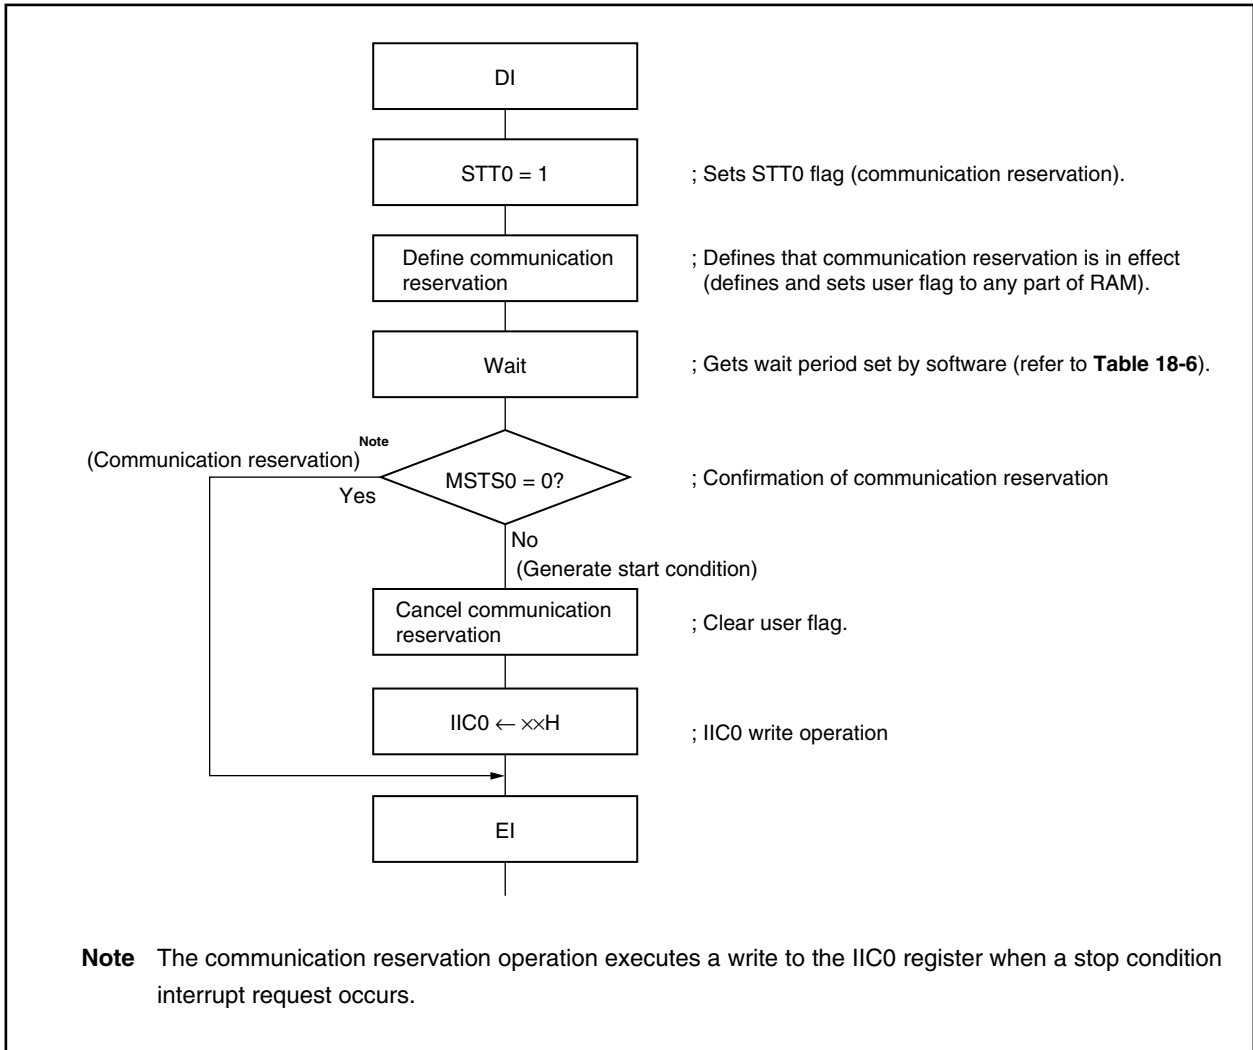 DI
STT0 = 1
; Sets STT0 flag (communication reservation).
Define communication
reservation
; Defines that communication reservation is in effect
(defines and sets user flag to any part of RAM).
Wait
; Gets wait period set by software (refer to Table 18-6).
(Communication reservation)Note
MSTS0 = 0?
; Confirmation of communication reservation
Yes
No
(Generate start condition)
Cancel communication
reservation
; Clear user flag.
IIC0 ← ××H
; IIC0 write operation
EI
Note The communication reservation operation executes a write to the IIC0 register when a stop condition
interrupt request occurs.